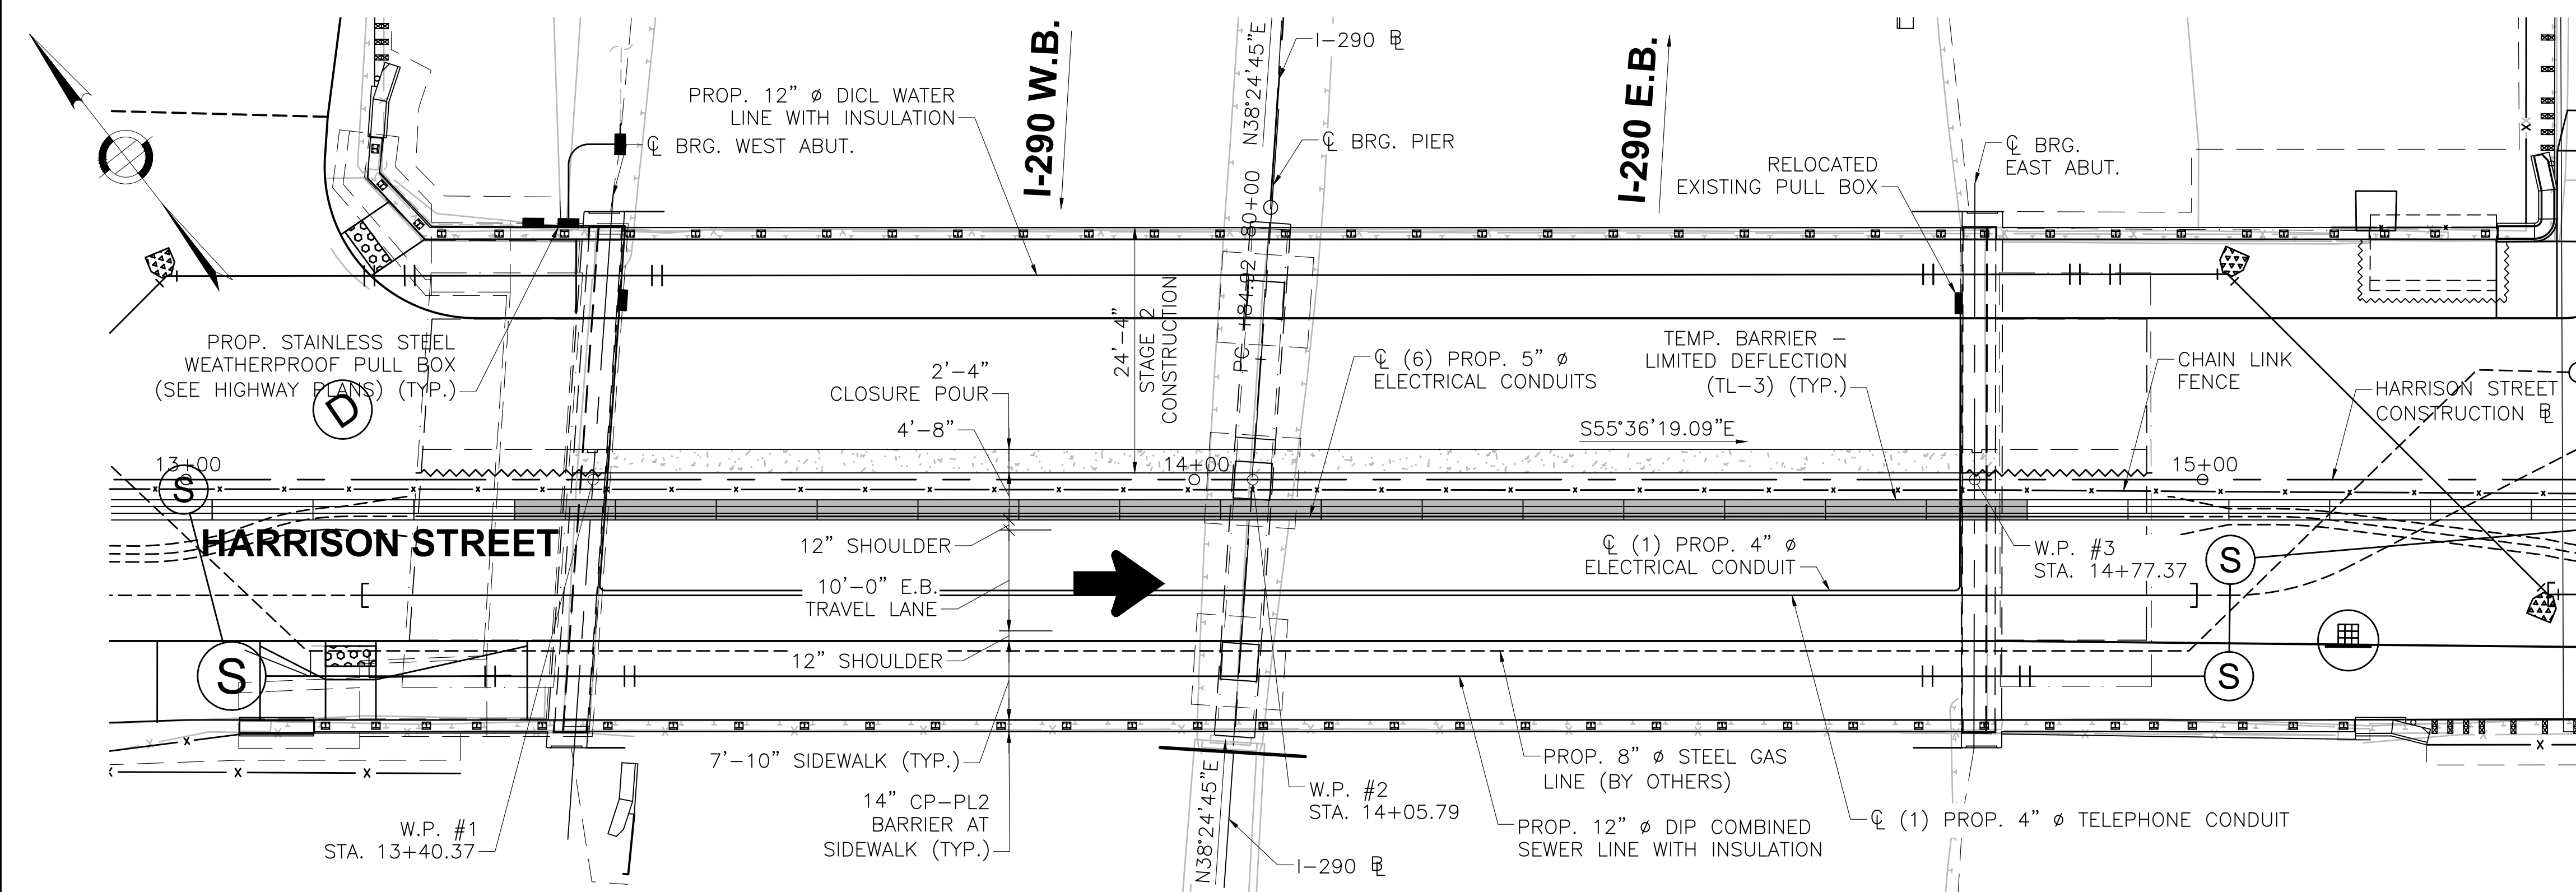 I-290 W.B.
N38°24'45"E
I-290 ℄
I-290 E.B.
PROP. 12" ø DICL WATER
LINE WITH INSULATION
℄ BRG. WEST ABUT.
℄ BRG. PIER
RELOCATED
EXISTING PULL BOX
℄ BRG.
EAST ABUT.
PC +84.92
80+00
24'-4"
STAGE 2
CONSTRUCTION
PROP. STAINLESS STEEL
WEATHERPROOF PULL BOX
(SEE HIGHWAY PLANS) (TYP.)
D
2'-4"
CLOSURE POUR
4'-8"
℄ (6) PROP. 5" ø
ELECTRICAL CONDUITS
TEMP. BARRIER –
LIMITED DEFLECTION
(TL-3) (TYP.)
CHAIN LINK
FENCE
HARRISON STREET
CONSTRUCTION ℄
S55°36'19.09"E
13+00
14+00
15+00
S
HARRISON STREET
12" SHOULDER
10'-0" E.B.
TRAVEL LANE
℄ (1) PROP. 4" ø
ELECTRICAL CONDUIT
W.P. #3
STA. 14+77.37
S
12" SHOULDER
S
S
7'-10" SIDEWALK (TYP.)
14" CP-PL2
BARRIER AT
SIDEWALK (TYP.)
W.P. #1
STA. 13+40.37
N38°24'45"E
W.P. #2
STA. 14+05.79
I-290 ℄
PROP. 8" ø STEEL GAS
LINE (BY OTHERS)
PROP. 12" ø DIP COMBINED
SEWER LINE WITH INSULATION
℄ (1) PROP. 4" ø TELEPHONE CONDUIT